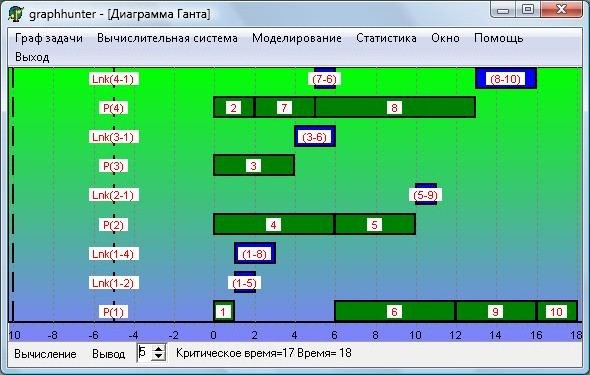 graphhunter - [Диаграмма Ганта]
Граф задачи Вычислительная система Моделирование Статистика Окно Помощь
Выход
Lnk(4-1) (7-6) (8-10)
P(4) 2 7 8
Lnk(3-1) (3-6)
P(3) 3
Lnk(2-1) (5-9)
P(2) 4 5
Lnk(1-4) (1-8)
Lnk(1-2) (1-5)
P(1) 1 6 9 10
10 -8 -6 -4 -2 0 2 4 6 8 10 12 14 16 18
Вычисление Вывод 5 Критическое время=17 Время= 18